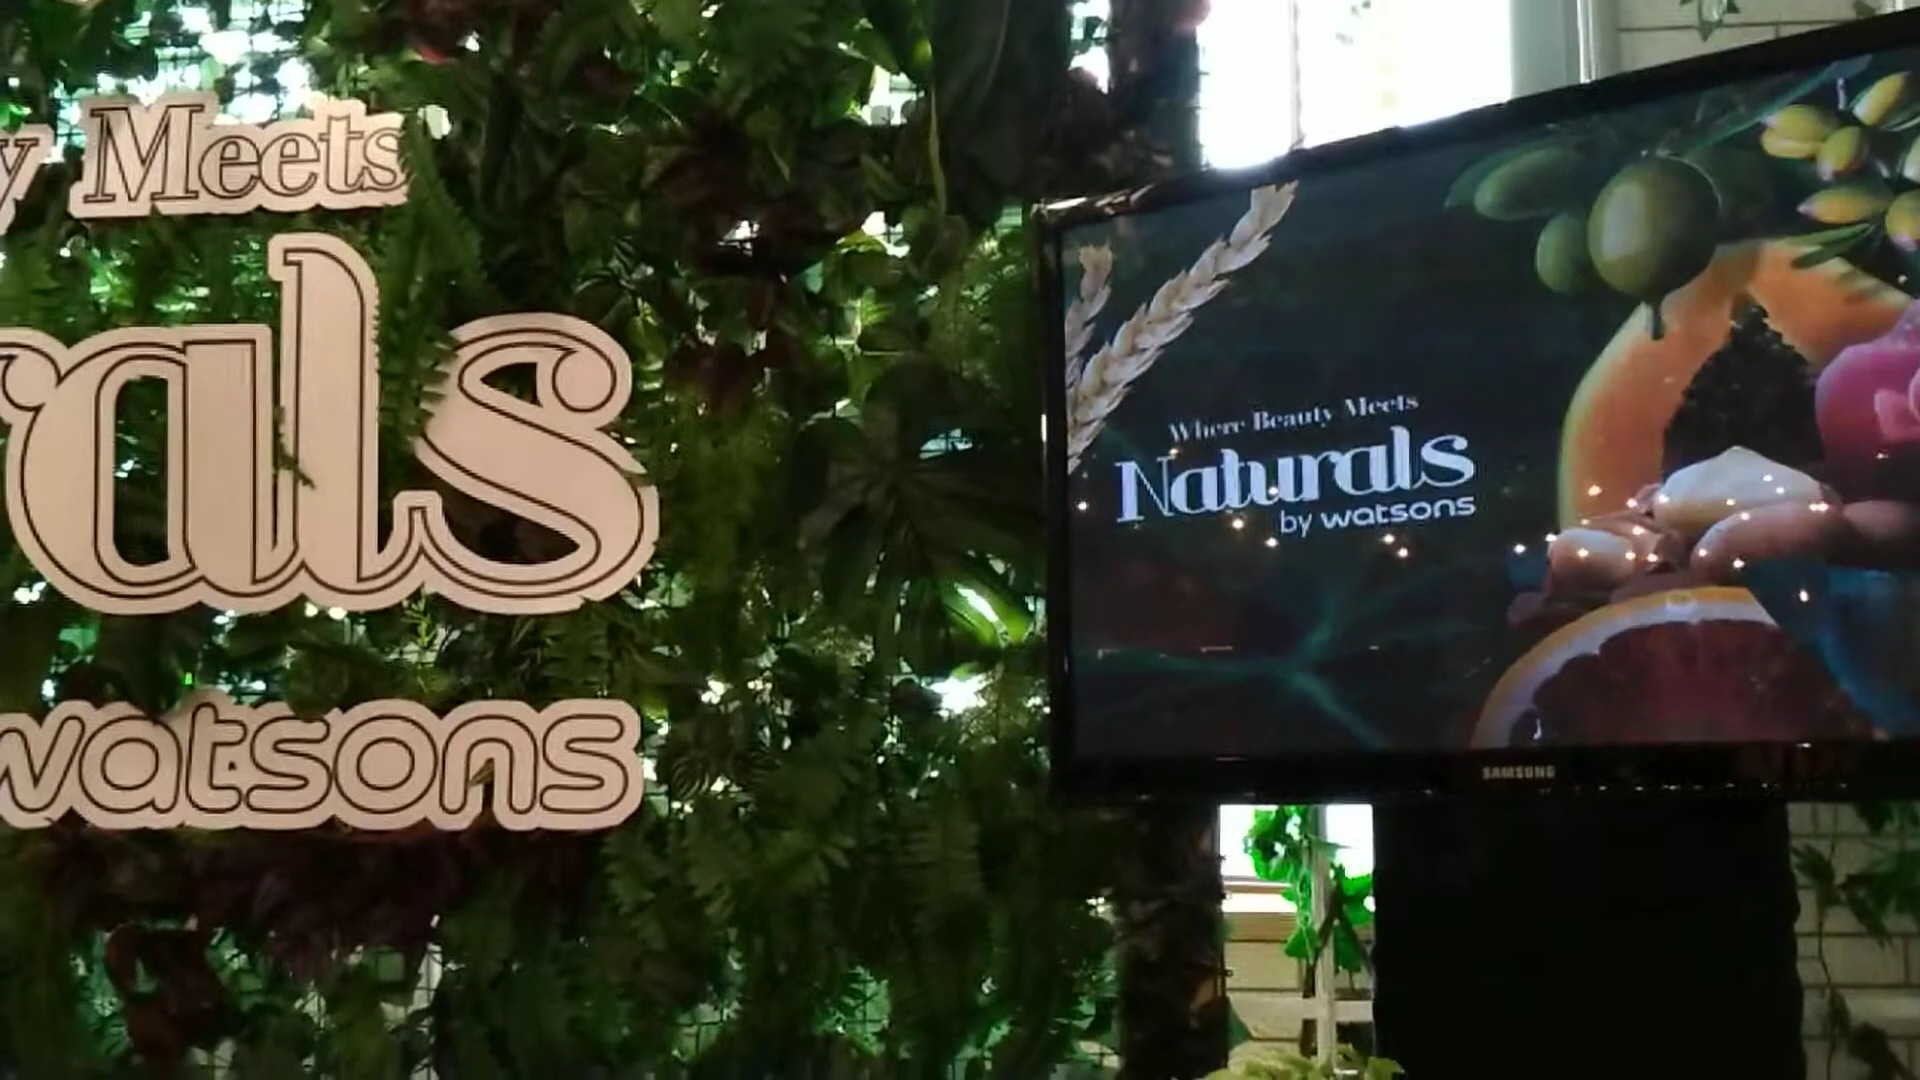 y Meets
rals
watsons
Where Beauty Meets
Naturals
by watsons
SAMSUNG